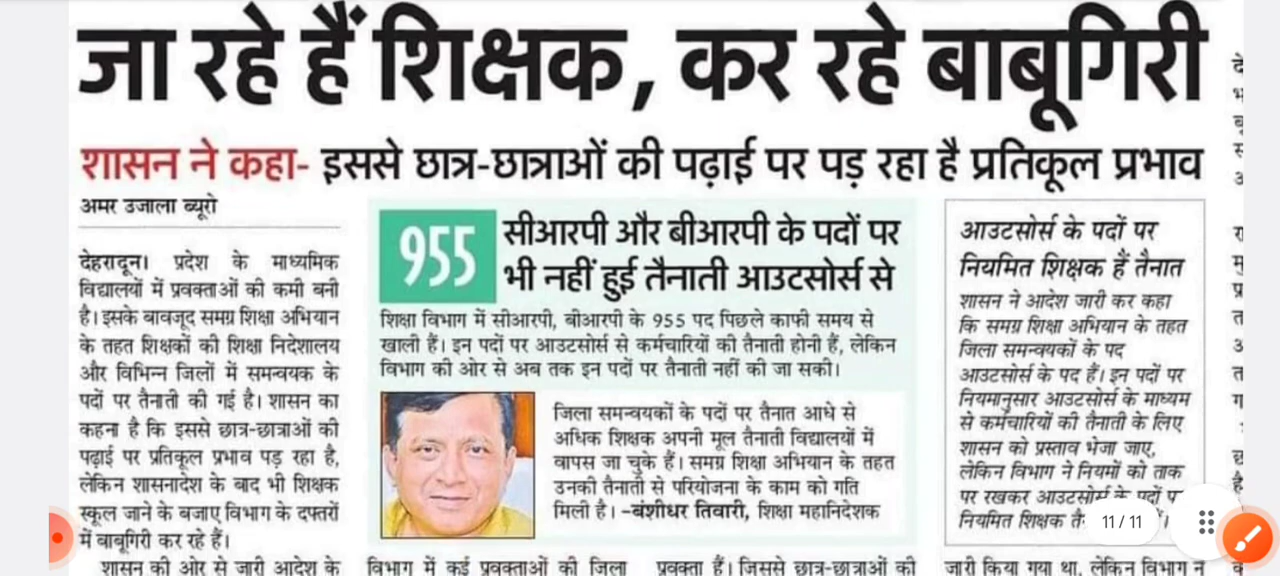 जा रहे हैं शिक्षक, कर रहे बाबूगिरी
शासन ने कहा- इससे छात्र-छात्राओं की पढ़ाई पर पड़ रहा है प्रतिकूल प्रभाव
अमर उजाला ब्यूरो
देहरादून। प्रदेश के माध्यमिक
विद्यालयों में प्रवक्ताओं की कमी बनी
है। इसके बावजूद समग्र शिक्षा अभियान
के तहत शिक्षकों की शिक्षा निदेशालय
और विभिन्न जिलों में समन्वयक के
पदों पर तैनाती की गई है। शासन का
कहना है कि इससे छात्र-छात्राओं की
पढ़ाई पर प्रतिकूल प्रभाव पड़ रहा है,
लेकिन शासनादेश के बाद भी शिक्षक
स्कूल जाने के बजाए विभाग के दफ्तरों
में बाबूगिरी कर रहे हैं।
शासन की ओर से जारी आदेश के
955
सीआरपी और बीआरपी के पदों पर
भी नहीं हुई तैनाती आउटसोर्स से
शिक्षा विभाग में सीआरपी, बीआरपी के 955 पद पिछले काफी समय से
खाली हैं। इन पदों पर आउटसोर्स से कर्मचारियों की तैनाती होनी हैं, लेकिन
विभाग की ओर से अब तक इन पदों पर तैनाती नहीं की जा सकी।
जिला समन्वयकों के पदों पर तैनात आधे से
अधिक शिक्षक अपनी मूल तैनाती विद्यालयों में
वापस जा चुके हैं। समग्र शिक्षा अभियान के तहत
उनकी तैनाती से परियोजना के काम को गति
मिली है। -बंशीधर तिवारी, शिक्षा महानिदेशक
विभाग में कई प्रवक्ताओं की जिला
प्रवक्ता हैं। जिससे छात्र-छात्राओं की
आउटसोर्स के पदों पर
नियमित शिक्षक हैं तैनात
शासन ने आदेश जारी कर कहा
कि समग्र शिक्षा अभियान के तहत
जिला समन्वयकों के पद
आउटसोर्स के पद हैं। इन पदों पर
नियमानुसार आउटसोर्स के माध्यम
से कर्मचारियों की तैनाती के लिए
शासन को प्रस्ताव भेजा जाए,
लेकिन विभाग ने नियमों को ताक
पर रखकर आउटसोर्स के पदों
नियमित शिक्षक
जारी किया गया था, लेकिन विभाग ने
11 / 11